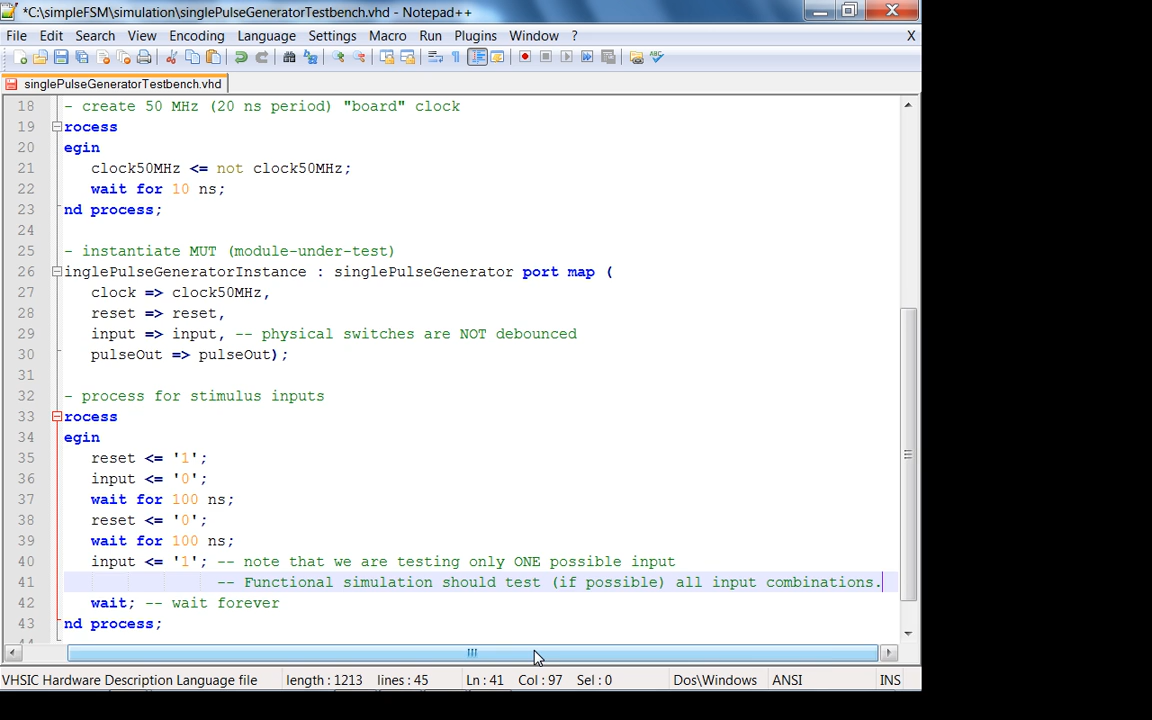 *C:\simpleFSM\simulation\singlePulseGeneratorTestbench.vhd - Notepad++
File Edit Search View Encoding Language Settings Macro Run Plugins Window ? X
singlePulseGeneratorTestbench.vhd
18 - create 50 MHz (20 ns period) "board" clock
19 rocess
20 egin
21 clock50MHz <= not clock50MHz;
22 wait for 10 ns;
23 nd process;
24
25 - instantiate MUT (module-under-test)
26 inglePulseGeneratorInstance : singlePulseGenerator port map (
27 clock => clock50MHz,
28 reset => reset,
29 input => input, -- physical switches are NOT debounced
30 pulseOut => pulseOut);
31
32 - process for stimulus inputs
33 rocess
34 egin
35 reset <= '1';
36 input <= '0';
37 wait for 100 ns;
38 reset <= '0';
39 wait for 100 ns;
40 input <= '1'; -- note that we are testing only ONE possible input
41 -- Functional simulation should test (if possible) all input combinations.
42 wait; -- wait forever
43 nd process;
44
VHSIC Hardware Description Language file length : 1213 lines : 45 Ln : 41 Col : 97 Sel : 0 Dos\Windows ANSI INS